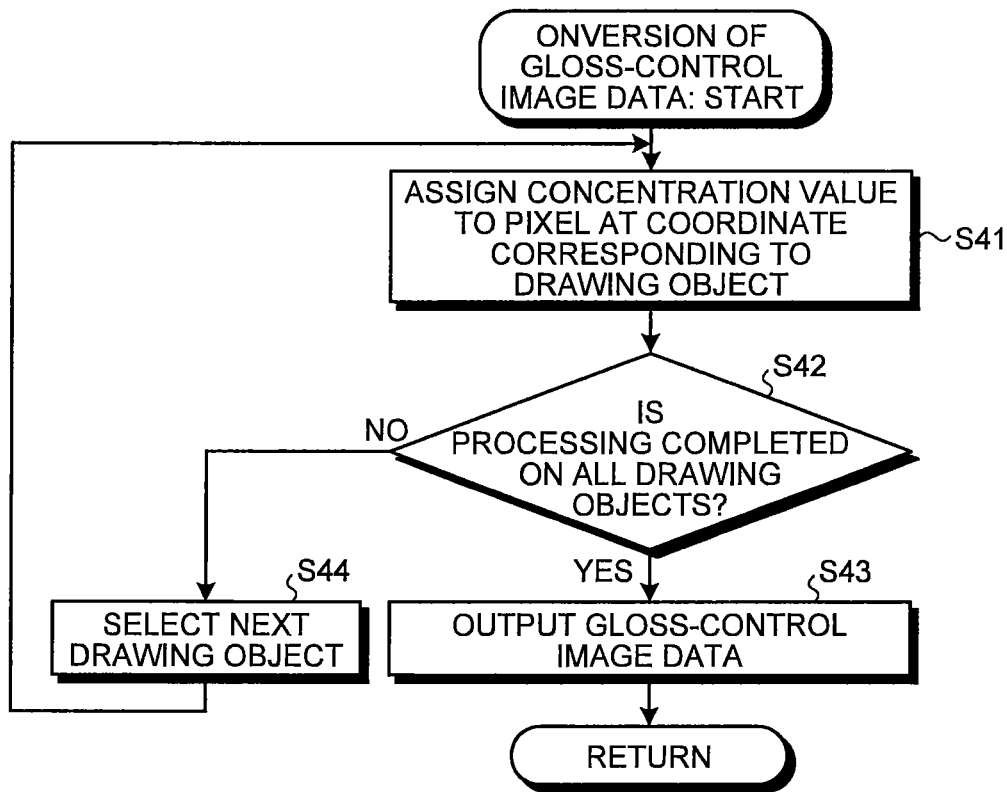 ONVERSION OF
GLOSS-CONTROL
IMAGE DATA: START
ASSIGN CONCENTRATION VALUE
TO PIXEL AT COORDINATE
CORRESPONDING TO
DRAWING OBJECT
S41
S42
IS
PROCESSING COMPLETED
ON ALL DRAWING
OBJECTS?
NO
YES
S44
SELECT NEXT
DRAWING OBJECT
S43
OUTPUT GLOSS-CONTROL
IMAGE DATA
RETURN